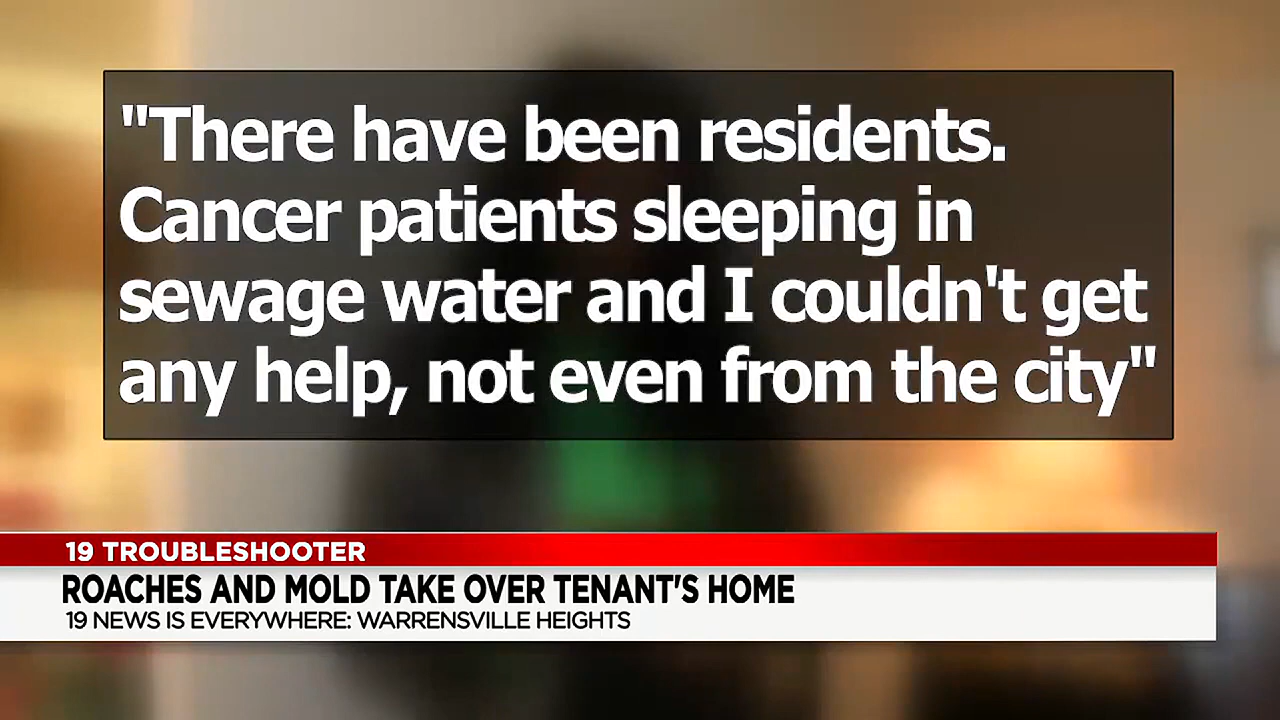 "There have been residents.
Cancer patients sleeping in
sewage water and I couldn't get
any help, not even from the city"
19 TROUBLESHOOTER
ROACHES AND MOLD TAKE OVER TENANT'S HOME
19 NEWS IS EVERYWHERE: WARRENSVILLE HEIGHTS